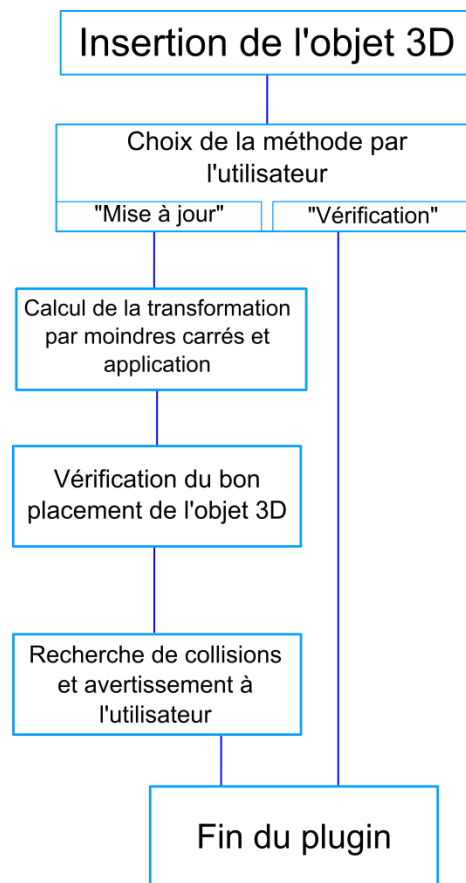 Insertion de l'objet 3D
Choix de la méthode par
l'utilisateur
"Mise à jour"
"Vérification"
Calcul de la transformation
par moindres carrés et
application
Vérification du bon
placement de l'objet 3D
Recherche de collisions
et avertissement à
l'utilisateur
Fin du plugin